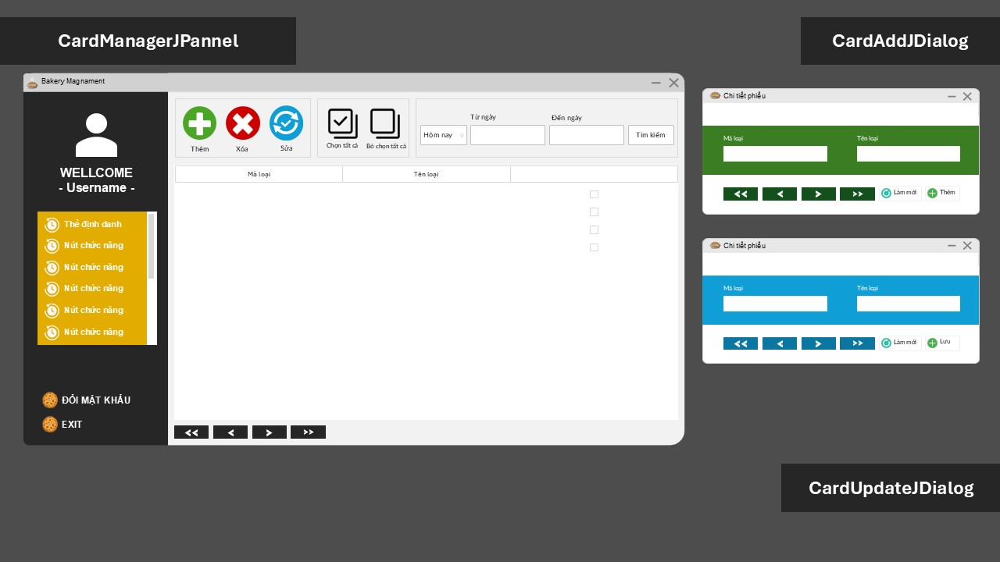 CardManagerJPannel
CardAddJDialog
Bakery Magnament
WELLCOME
- Username -
Thẻ định danh
Nút chức năng
Nút chức năng
Nút chức năng
Nút chức năng
Nút chức năng
ĐỔI MẬT KHẨU
EXIT
Thêm
Xóa
Sửa
Chọn tất cả
Bỏ chọn tất cả
Từ ngày
Đến ngày
Hôm nay
Tìm kiếm
Mã loại
Tên loại
<<
<
>
>>
Chi tiết phiếu
Mã loại
Tên loại
<<
<
>
>>
Làm mới
Thêm
Chi tiết phiếu
Mã loại
Tên loại
<<
<
>
>>
Làm mới
Lưu
CardUpdateJDialog